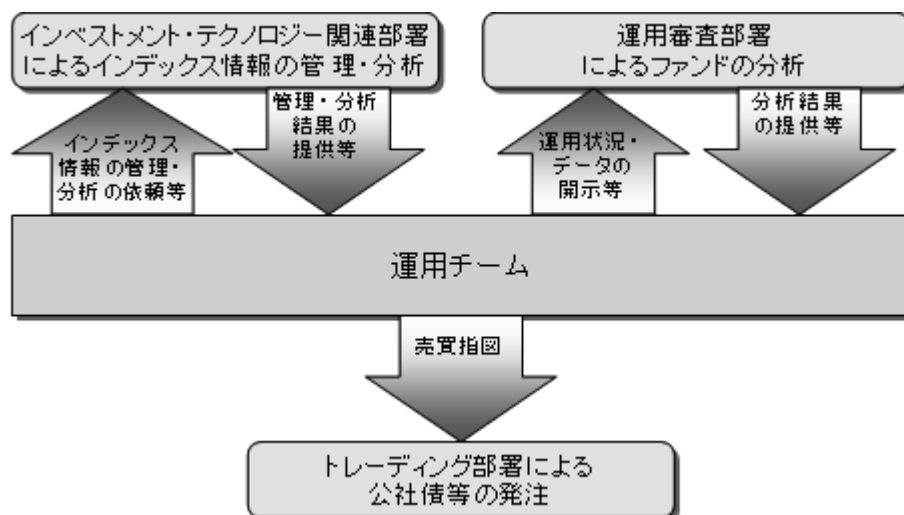 インベストメント・テクノロジー関連部署
によるインデックス情報の管理・分析
運用審査部署
によるファンドの分析
インデックス
情報の管理・
分析の依頼等
管理・分析
結果の
提供等
運用状況・
データの
開示等
分析結果
の提供等
運用チーム
売買指図
トレーディング部署による
公社債等の発注